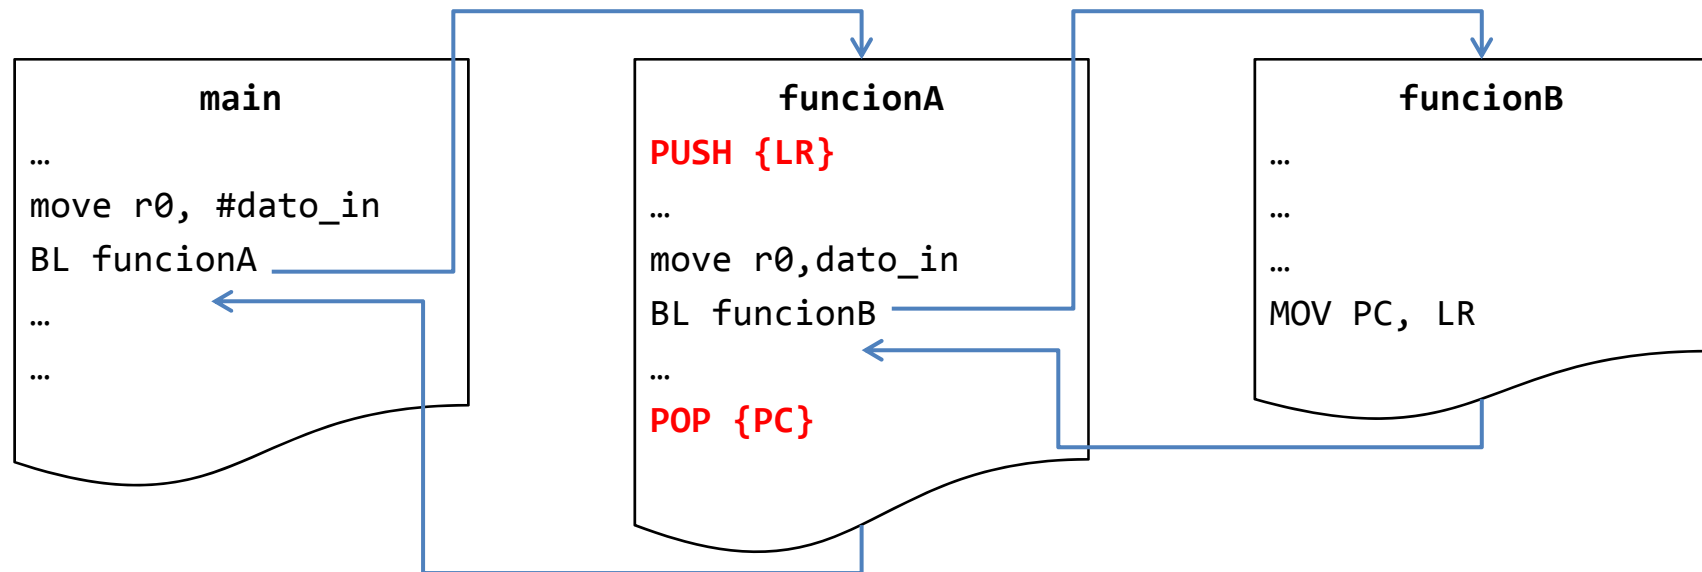 main
…
move r0, #dato_in
BL funcionA
…
…
funcionA
PUSH {LR}
…
move r0,dato_in
BL funcionB
…
POP {PC}
funcionB
…
…
…
MOV PC, LR